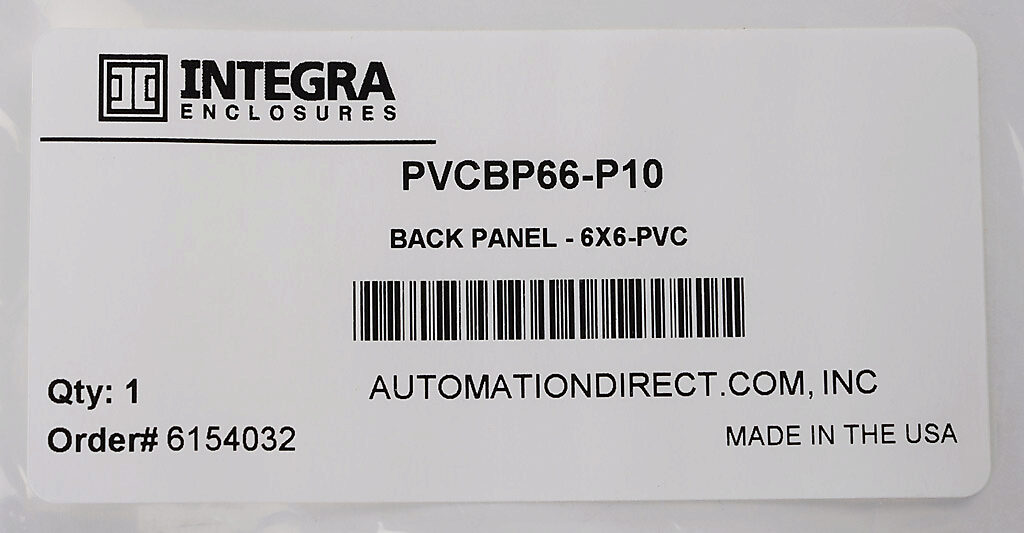 INTEGRA
ENCLOSURES
PVCBP66-P10
BACK PANEL - 6X6-PVC
Qty: 1
AUTOMATIONDIRECT.COM, INC
Order# 6154032
MADE IN THE USA